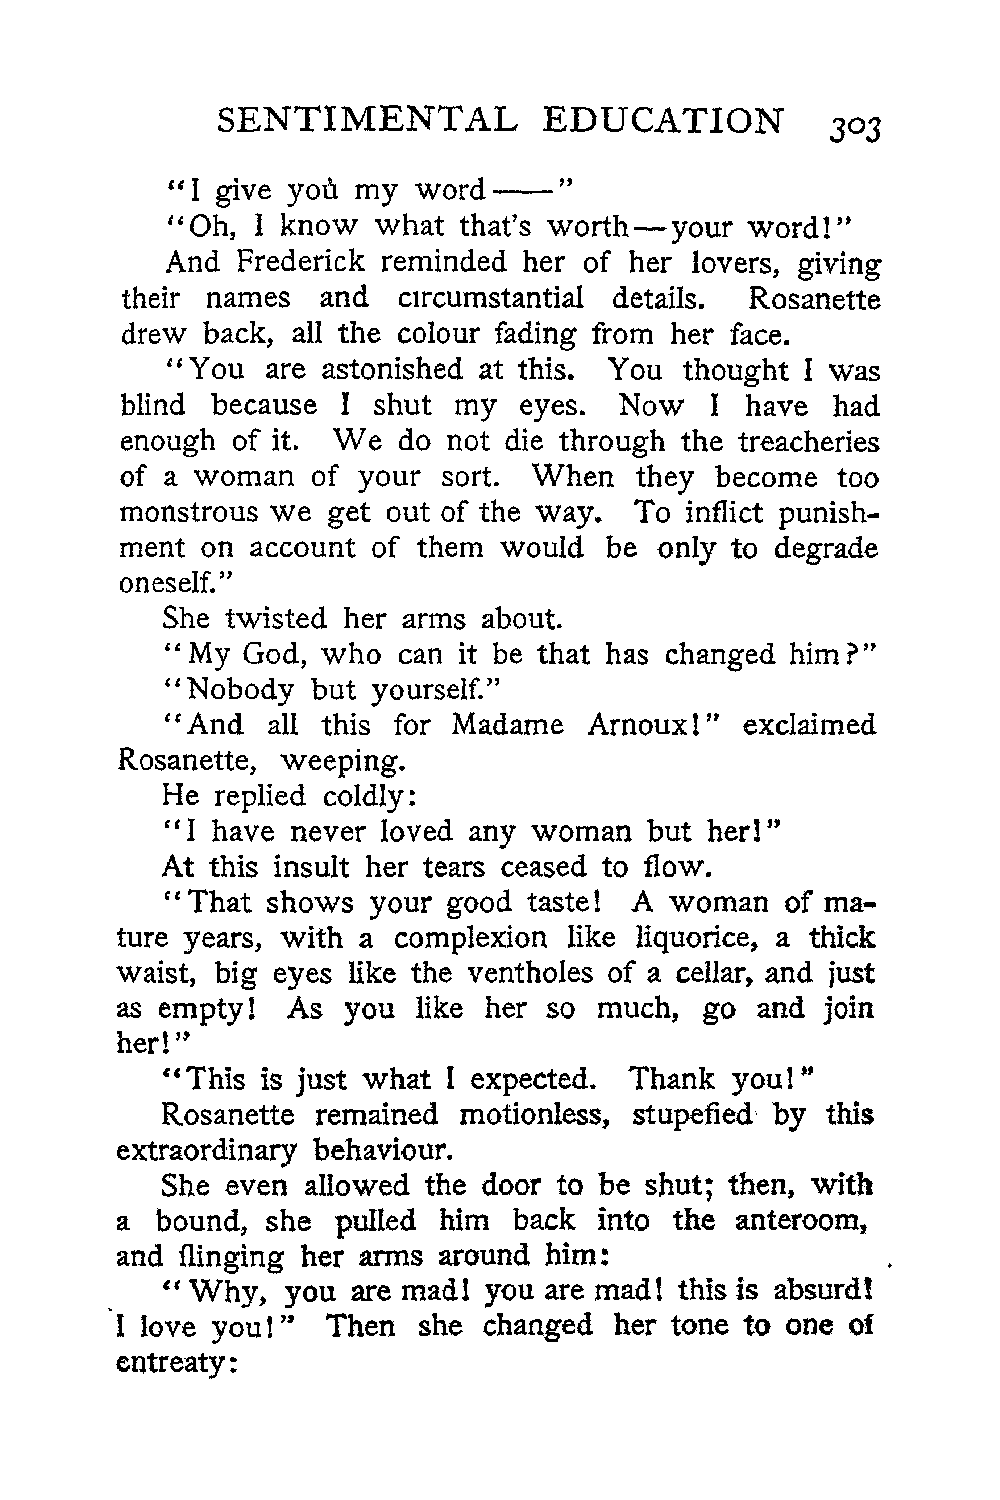 SENTIMENTAL EDUCATION 303
"I give you my word——"
"Oh, I know what that's worth—your word!"
And Frederick reminded her of her lovers, giving
their names and circumstantial details. Rosanette
drew back, all the colour fading from her face.
"You are astonished at this. You thought I was
blind because I shut my eyes. Now I have had
enough of it. We do not die through the treacheries
of a woman of your sort. When they become too
monstrous we get out of the way. To inflict punish-
ment on account of them would be only to degrade
oneself."
She twisted her arms about.
"My God, who can it be that has changed him?"
"Nobody but yourself."
"And all this for Madame Arnoux!" exclaimed
Rosanette, weeping.
He replied coldly:
"I have never loved any woman but her!"
At this insult her tears ceased to flow.
"That shows your good taste! A woman of ma-
ture years, with a complexion like liquorice, a thick
waist, big eyes like the ventholes of a cellar, and just
as empty! As you like her so much, go and join
her!"
"This is just what I expected. Thank you!"
Rosanette remained motionless, stupefied by this
extraordinary behaviour.
She even allowed the door to be shut; then, with
a bound, she pulled him back into the anteroom,
and flinging her arms around him:
"Why, you are mad! you are mad! this is absurd!
I love you!" Then she changed her tone to one of
entreaty: